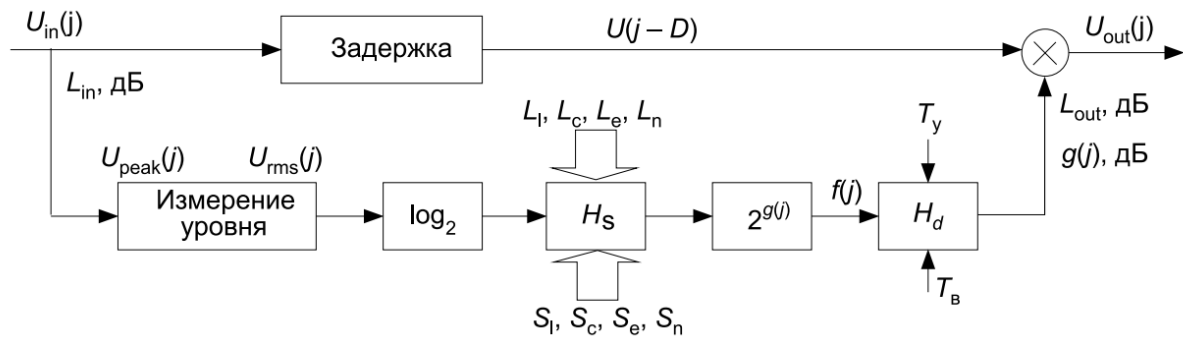 U_in(j)
Задержка
U(j – D)
U_out(j)
L_in, дБ
L_l, L_c, L_e, L_n
T_у
L_out, дБ
g(j), дБ
U_peak(j)
U_rms(j)
Измерение
уровня
log_2
H_S
2^g(j)
f(j)
H_d
T_в
S_l, S_c, S_e, S_n